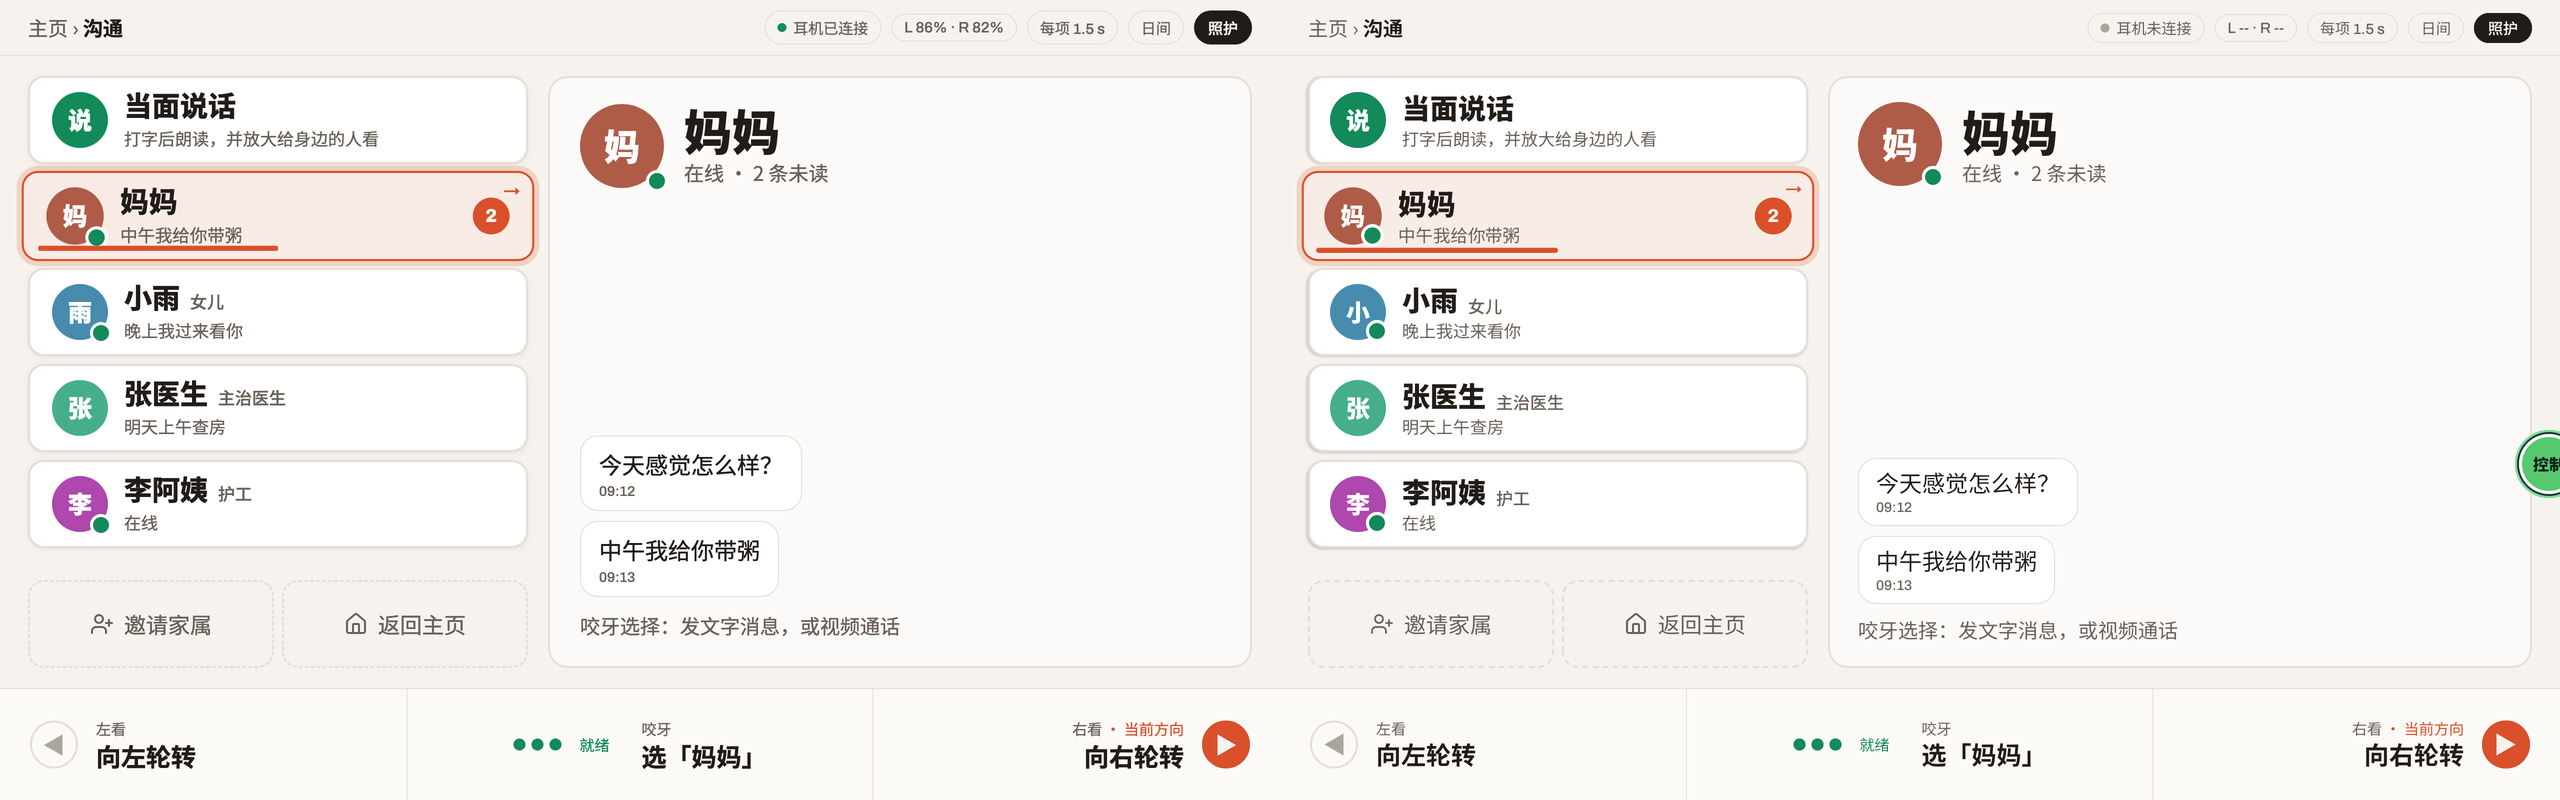 主页 › 沟通
耳机已连接
L 86% · R 82%
每项 1.5 s
日间
照护
说
当面说话
打字后朗读，并放大给身边的人看
妈
妈妈
中午我给你带粥
2
→
雨
小雨 女儿
晚上我过来看你
张
张医生 主治医生
明天上午查房
李
李阿姨 护工
在线
邀请家属
返回主页
妈
妈妈
在线 · 2 条未读
今天感觉怎么样？
09:12
中午我给你带粥
09:13
咬牙选择：发文字消息，或视频通话
左看
向左轮转
就绪
咬牙
选「妈妈」
右看 · 当前方向
向右轮转
主页 › 沟通
耳机未连接
L -- · R --
每项 1.5 s
日间
照护
说
当面说话
打字后朗读，并放大给身边的人看
妈
妈妈
中午我给你带粥
2
→
小
小雨 女儿
晚上我过来看你
张
张医生 主治医生
明天上午查房
李
李阿姨 护工
在线
邀请家属
返回主页
妈
妈妈
在线 · 2 条未读
今天感觉怎么样？
09:12
中午我给你带粥
09:13
咬牙选择：发文字消息，或视频通话
控制
左看
向左轮转
就绪
咬牙
选「妈妈」
右看 · 当前方向
向右轮转